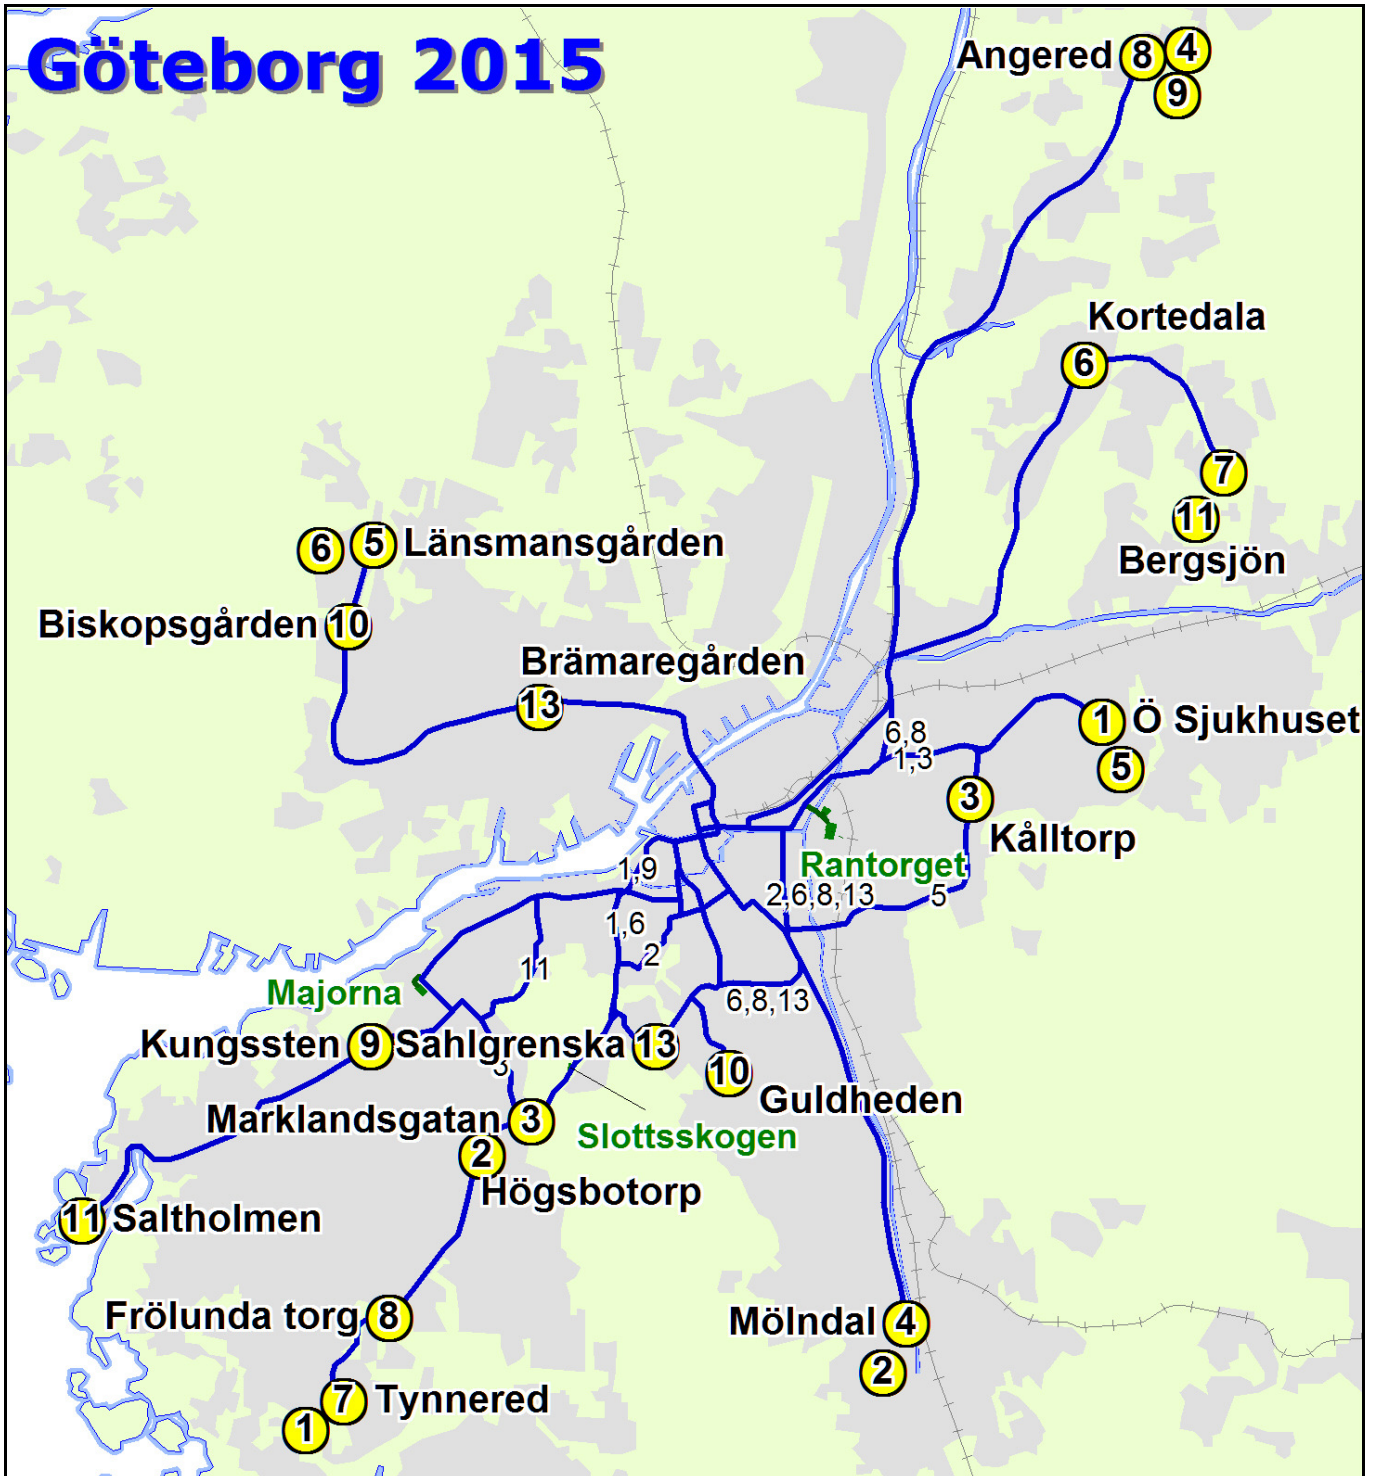 Göteborg 2015
Angered 8 4
9
Kortedala
6
7
11
Bergsjön
6 5 Länsmansgården
Biskopsgården 10
Brämaregården
13
6,8
1,3
1 Ö Sjukhuset
5
3
Kålltorp
Rantorget
1,9
2,6,8,13
5
1,6
2
11
Majorna
6,8,13
Kungssten 9 Sahlgrenska 13
3
10
Guldheden
Marklandsgatan 3
Slottsskogen
2
Högsbotorp
11 Saltholmen
Frölunda torg 8
Mölndal 4
2
7 Tynnered
1